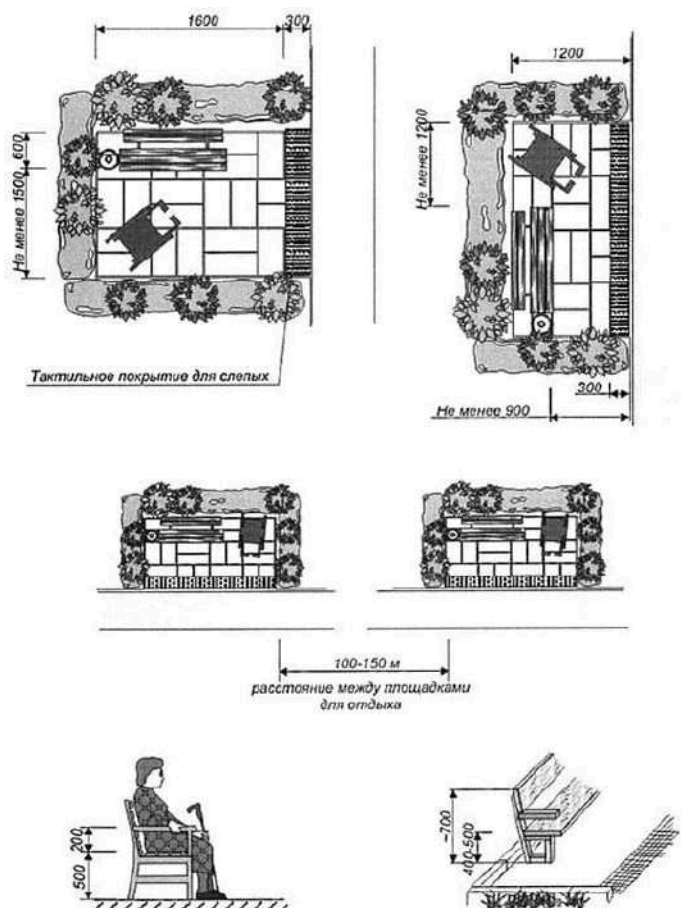 1600
300
600
Не менее 1500
Тактильное покрытие для слепых
1200
Не менее 1200
300
Не менее 900
100-150 м
расстояние между площадками
для отдыха
200
500
~700
400-500